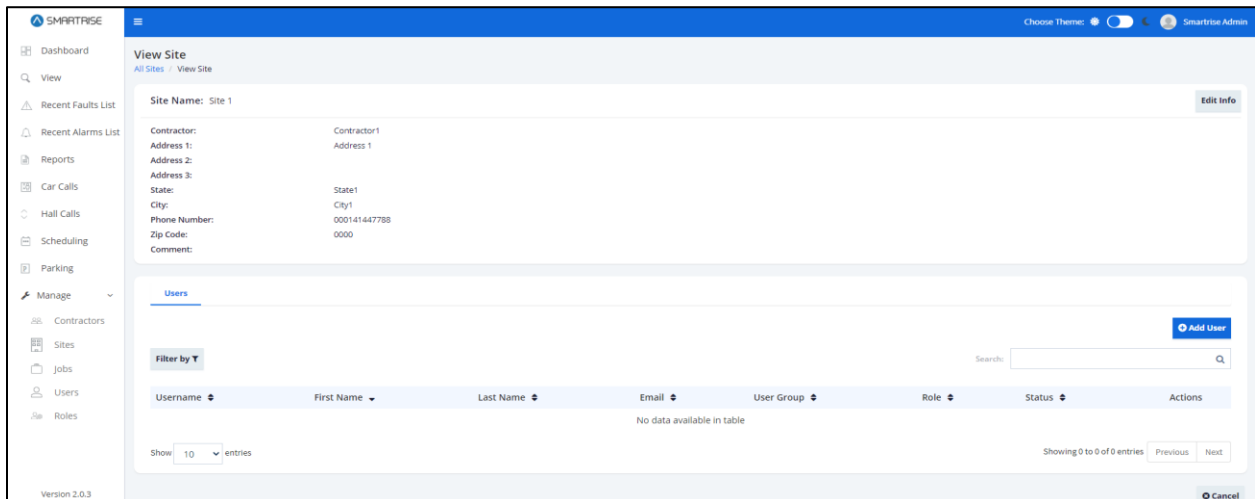 SMARTRISE
Choose Theme:
Smartrise Admin
Dashboard
View
Recent Faults List
Recent Alarms List
Reports
Car Calls
Hall Calls
Scheduling
Parking
Manage
Contractors
Sites
Jobs
Users
Roles
Version 2.0.3
View Site
All Sites / View Site
Site Name: Site 1
Edit Info
Contractor: Contractor1
Address 1: Address 1
Address 2:
Address 3:
State: State1
City: City1
Phone Number: 000141447788
Zip Code: 0000
Comment:
Users
Add User
Filter by
Search:
Username First Name Last Name Email User Group Role Status Actions
No data available in table
Show 10 entries
Showing 0 to 0 of 0 entries Previous Next
Cancel